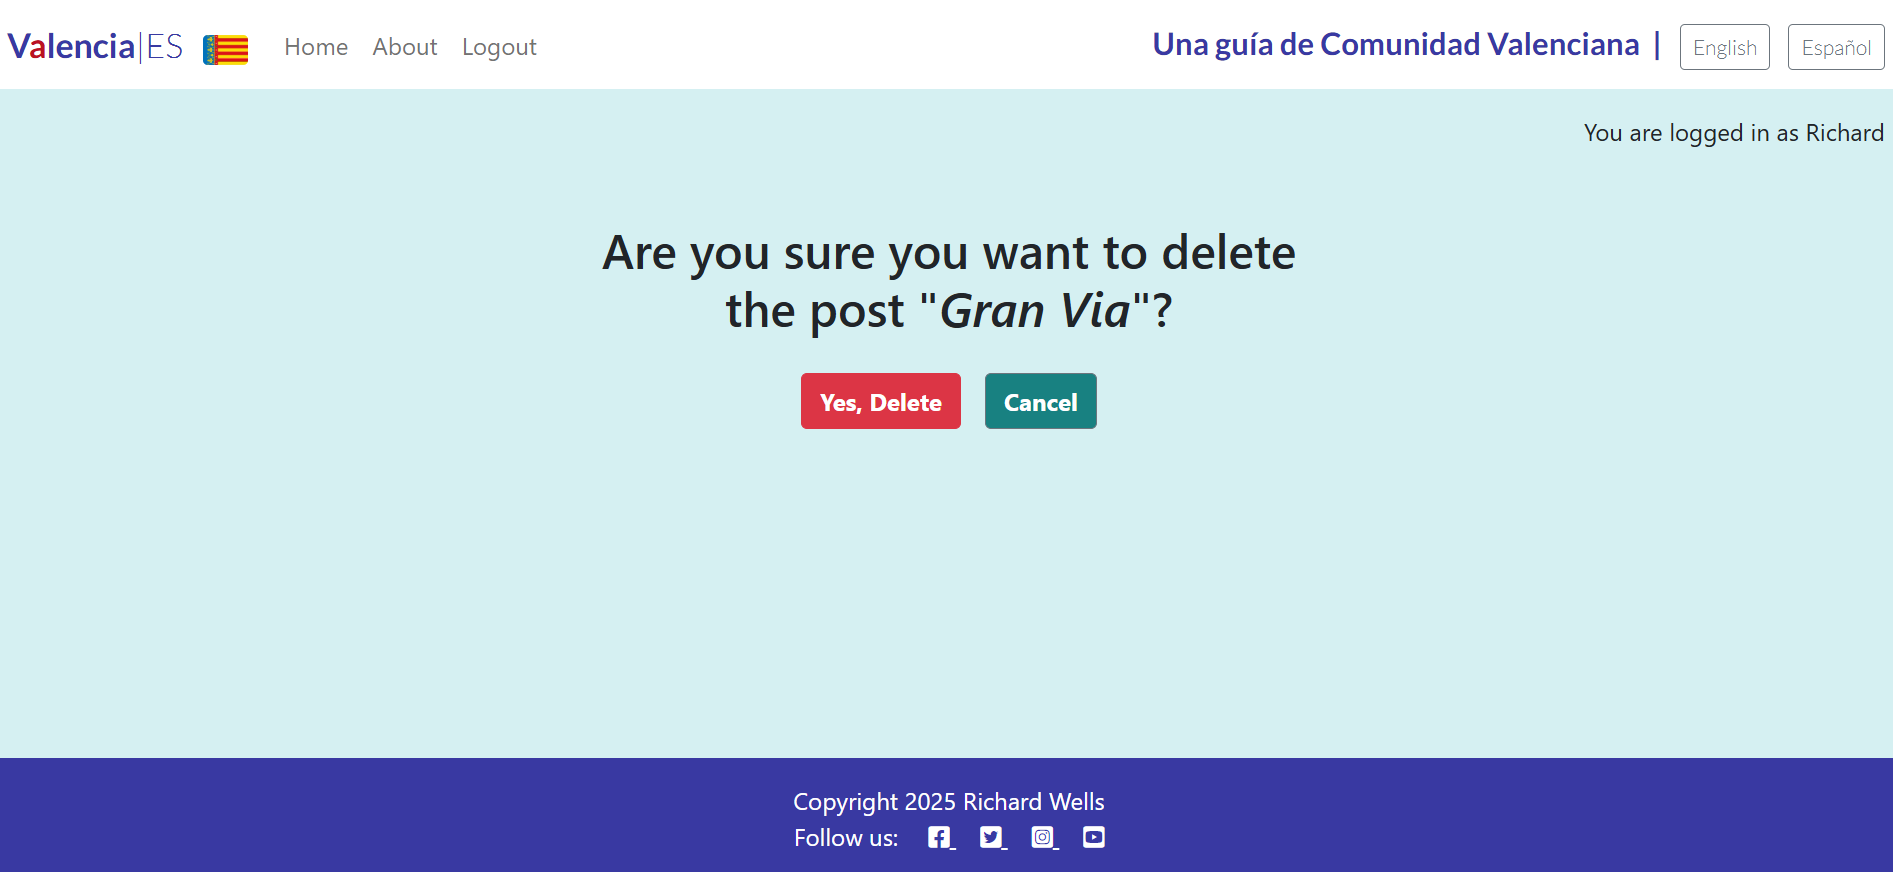 Valencia|ES Home About Logout Una guía de Comunidad Valenciana | English Español
You are logged in as Richard
Are you sure you want to delete
the post "Gran Via"?
Yes, Delete Cancel
Copyright 2025 Richard Wells
Follow us: